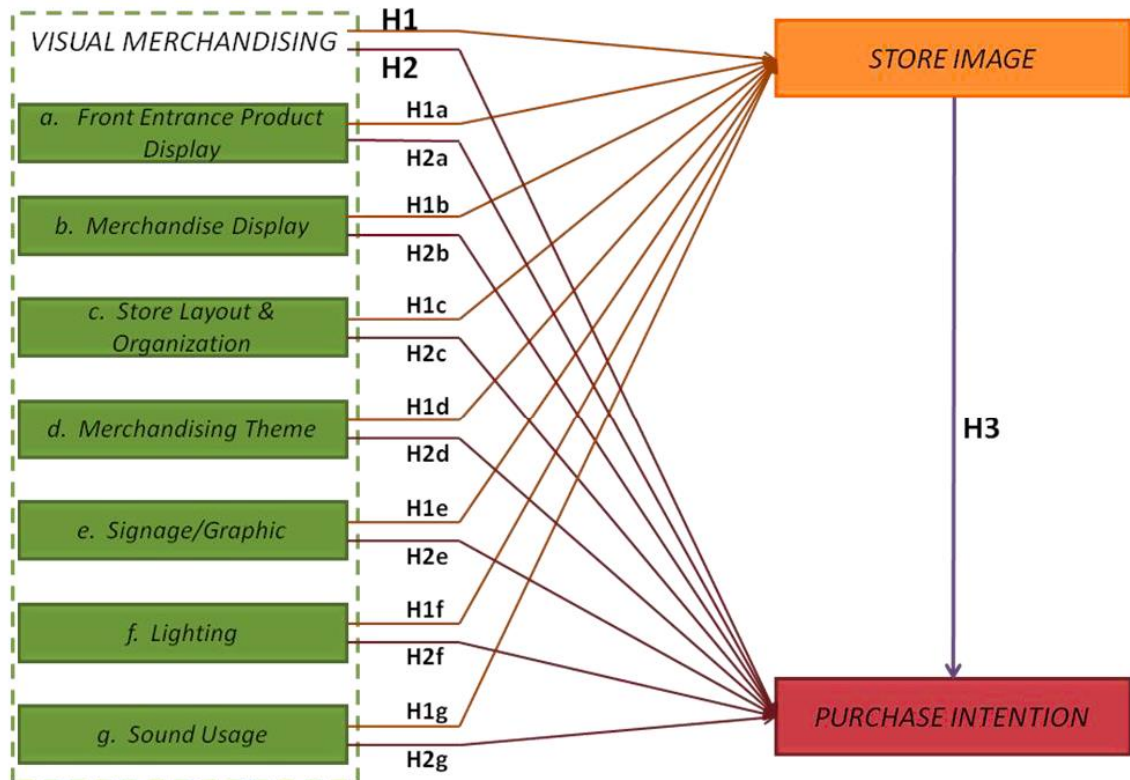 VISUAL MERCHANDISING
H1
H2
STORE IMAGE
a. Front Entrance Product
Display
H1a
H2a
b. Merchandise Display
H1b
H2b
c. Store Layout &
Organization
H1c
H2c
d. Merchandising Theme
H1d
H2d
H3
e. Signage/Graphic
H1e
H2e
f. Lighting
H1f
H2f
g. Sound Usage
H1g
H2g
PURCHASE INTENTION